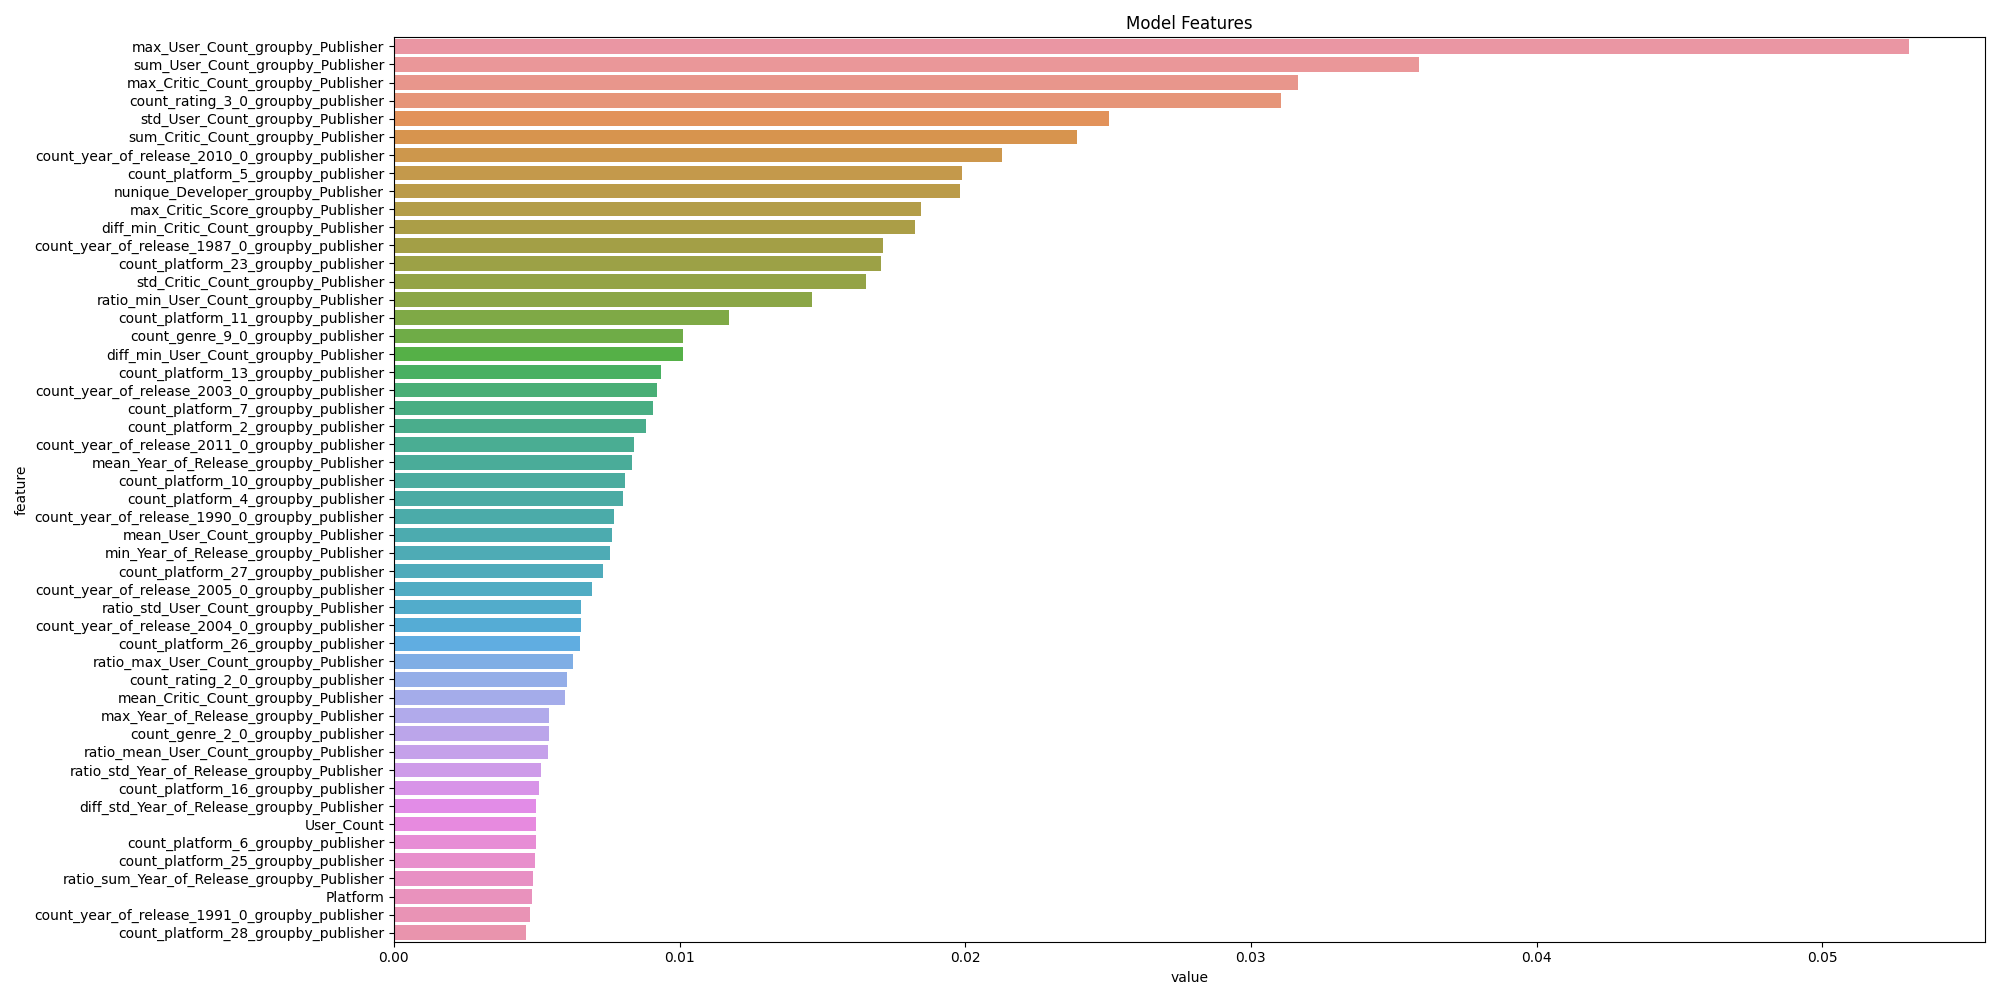 Model Features
max_User_Count_groupby_Publisher
sum_User_Count_groupby_Publisher
max_Critic_Count_groupby_Publisher
count_rating_3_0_groupby_publisher
std_User_Count_groupby_Publisher
sum_Critic_Count_groupby_Publisher
count_year_of_release_2010_0_groupby_publisher
count_platform_5_groupby_publisher
nunique_Developer_groupby_Publisher
max_Critic_Score_groupby_Publisher
diff_min_Critic_Count_groupby_Publisher
count_year_of_release_1987_0_groupby_publisher
count_platform_23_groupby_publisher
std_Critic_Count_groupby_Publisher
ratio_min_User_Count_groupby_Publisher
count_platform_11_groupby_publisher
count_genre_9_0_groupby_publisher
diff_min_User_Count_groupby_Publisher
count_platform_13_groupby_publisher
count_year_of_release_2003_0_groupby_publisher
count_platform_7_groupby_publisher
count_platform_2_groupby_publisher
count_year_of_release_2011_0_groupby_publisher
mean_Year_of_Release_groupby_Publisher
count_platform_10_groupby_publisher
count_platform_4_groupby_publisher
count_year_of_release_1990_0_groupby_publisher
mean_User_Count_groupby_Publisher
min_Year_of_Release_groupby_Publisher
count_platform_27_groupby_publisher
count_year_of_release_2005_0_groupby_publisher
ratio_std_User_Count_groupby_Publisher
count_year_of_release_2004_0_groupby_publisher
count_platform_26_groupby_publisher
ratio_max_User_Count_groupby_Publisher
count_rating_2_0_groupby_publisher
mean_Critic_Count_groupby_Publisher
max_Year_of_Release_groupby_Publisher
count_genre_2_0_groupby_publisher
ratio_mean_User_Count_groupby_Publisher
ratio_std_Year_of_Release_groupby_Publisher
count_platform_16_groupby_publisher
diff_std_Year_of_Release_groupby_Publisher
User_Count
count_platform_6_groupby_publisher
count_platform_25_groupby_publisher
ratio_sum_Year_of_Release_groupby_Publisher
Platform
count_year_of_release_1991_0_groupby_publisher
count_platform_28_groupby_publisher
feature
0.00 0.01 0.02 0.03 0.04 0.05
value